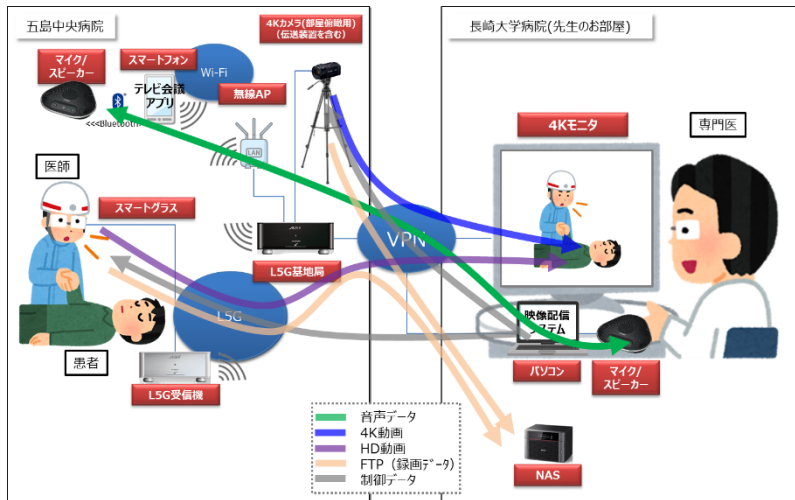 五島中央病院
長崎大学病院(先生のお部屋)
4Kカメラ(部屋俯瞰用)
(伝送装置を含む)
マイク/
スピーカー
スマートフォン
Wi-Fi
テレビ会議
アプリ
<<<Bluetooth>
無線AP
LAN
4Kモニタ
専門医
医師
スマートグラス
VPN
L5G基地局
L5G
映像配信
システム
患者
パソコン
マイク/
スピーカー
L5G受信機
音声データ
4K動画
HD動画
FTP（録画データ）
制御データ
NAS